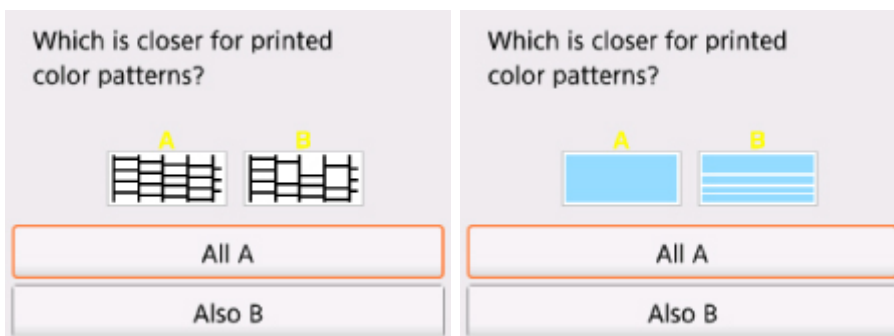 Which is closer for printed
color patterns?
A B
All A
Also B
Which is closer for printed
color patterns?
A B
All A
Also B